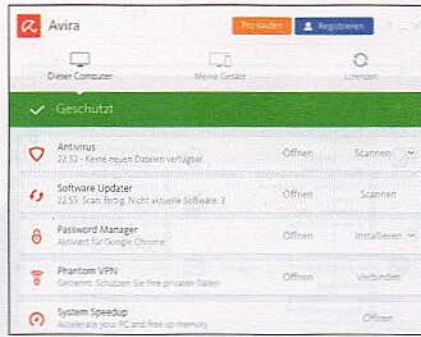 Avira
Pro kaufen
Registrieren
Dieser Computer
Meine Geräte
Lizenzen
Geschützt
Antivirus
22:52 - Keine neuen Dateien verfügbar
Öffnen
Scannen
Software Updater
22:53: Scan fertig. Nicht aktuelle Software: 3
Öffnen
Scannen
Password Manager
Aktiviert für Google Chrome
Öffnen
Installieren
Phantom VPN
Getrennt: Schützen Sie Ihre privaten Daten
Öffnen
Verbinden
System Speedup
Accelerate your PC and free up memory
Öffnen